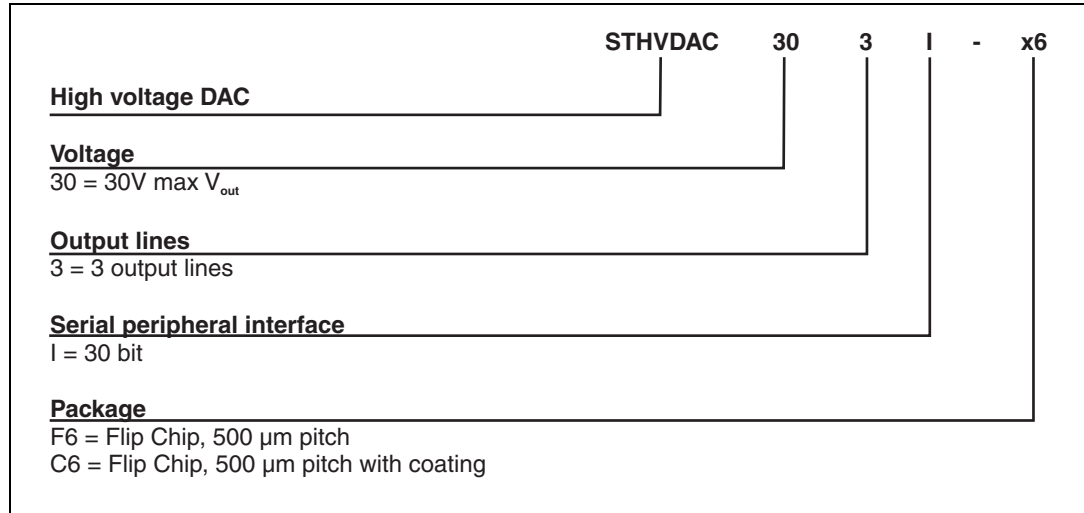 STHVDAC 30 3 I - x6
High voltage DAC
Voltage
30 = 30V max Vout
Output lines
3 = 3 output lines
Serial peripheral interface
I = 30 bit
Package
F6 = Flip Chip, 500 µm pitch
C6 = Flip Chip, 500 µm pitch with coating